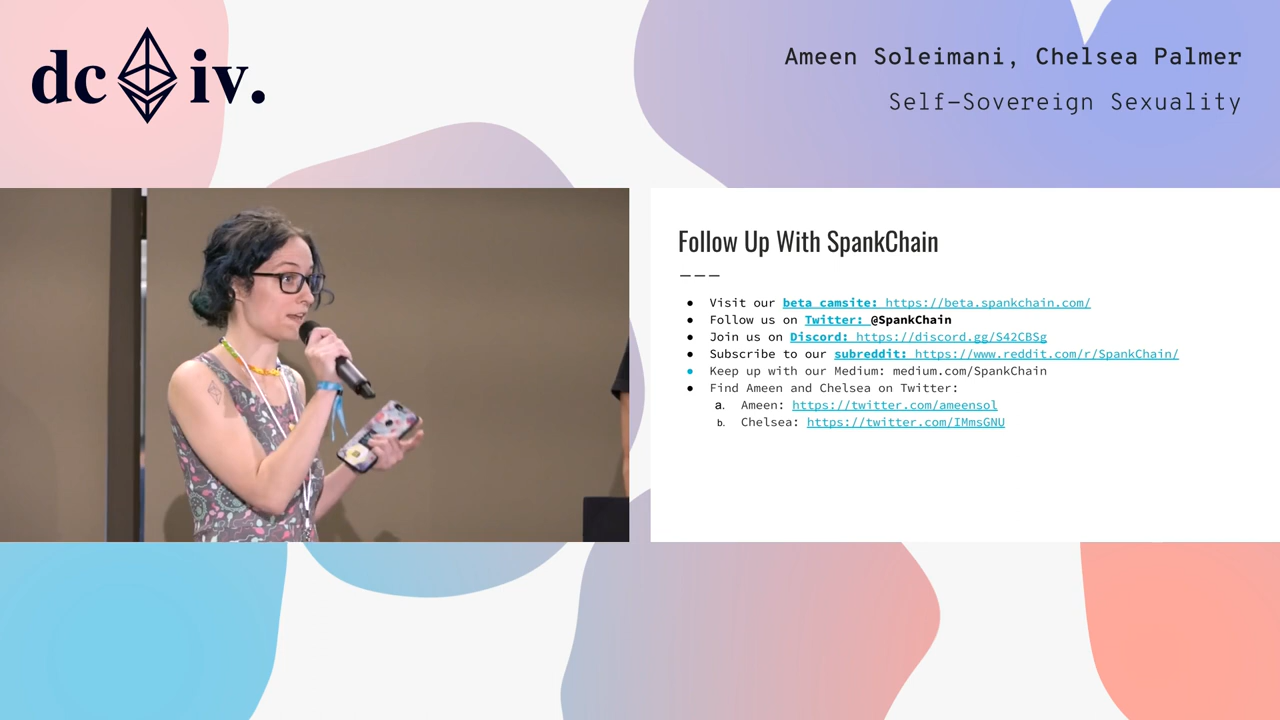 dc iv.
Ameen Soleimani, Chelsea Palmer
Self-Sovereign Sexuality
Follow Up With SpankChain
● Visit our beta camsite: https://beta.spankchain.com/
● Follow us on Twitter: @SpankChain
● Join us on Discord: https://discord.gg/S42CBSg
● Subscribe to our subreddit: https://www.reddit.com/r/SpankChain/
● Keep up with our Medium: medium.com/SpankChain
● Find Ameen and Chelsea on Twitter:
a. Ameen: https://twitter.com/ameensol
b. Chelsea: https://twitter.com/IMmsGNU